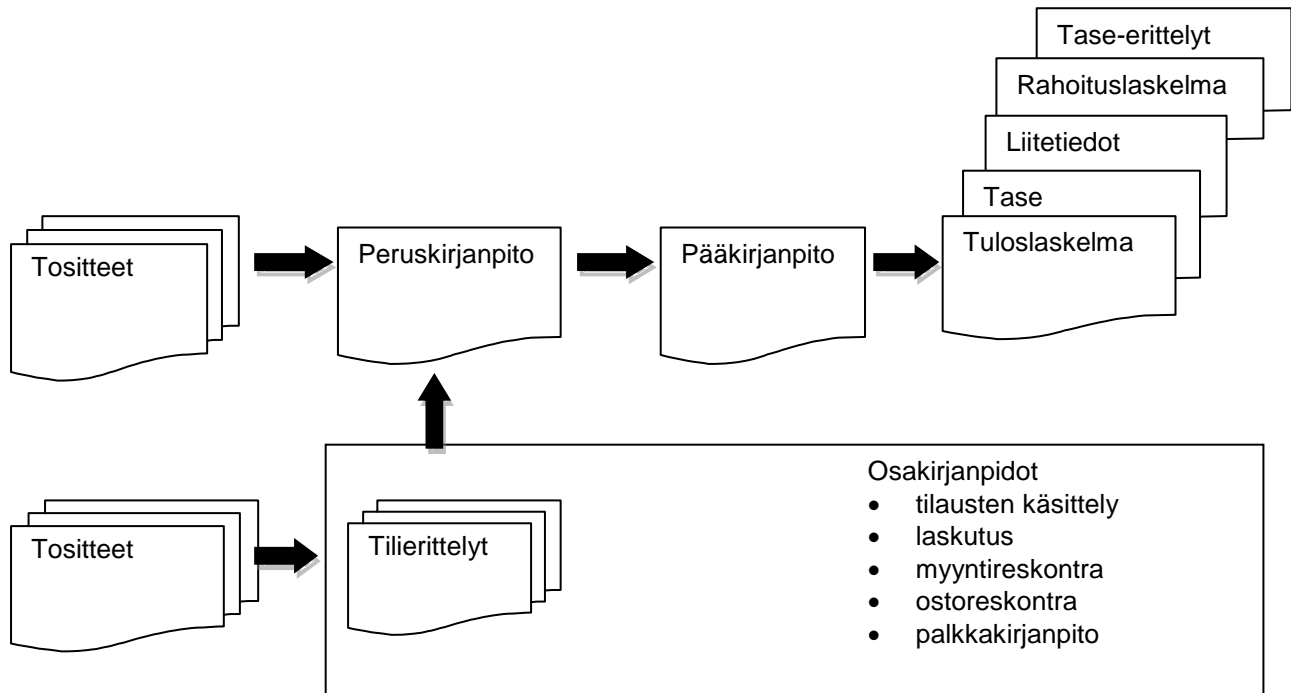 Tase-erittelyt
Rahoituslaskelma
Liitetiedot
Tase
Tuloslaskelma
Tositteet
Peruskirjanpito
Pääkirjanpito
Tositteet
Tilierittelyt
Osakirjanpidot
• tilausten käsittely
• laskutus
• myyntireskontra
• ostoreskontra
• palkkakirjanpito